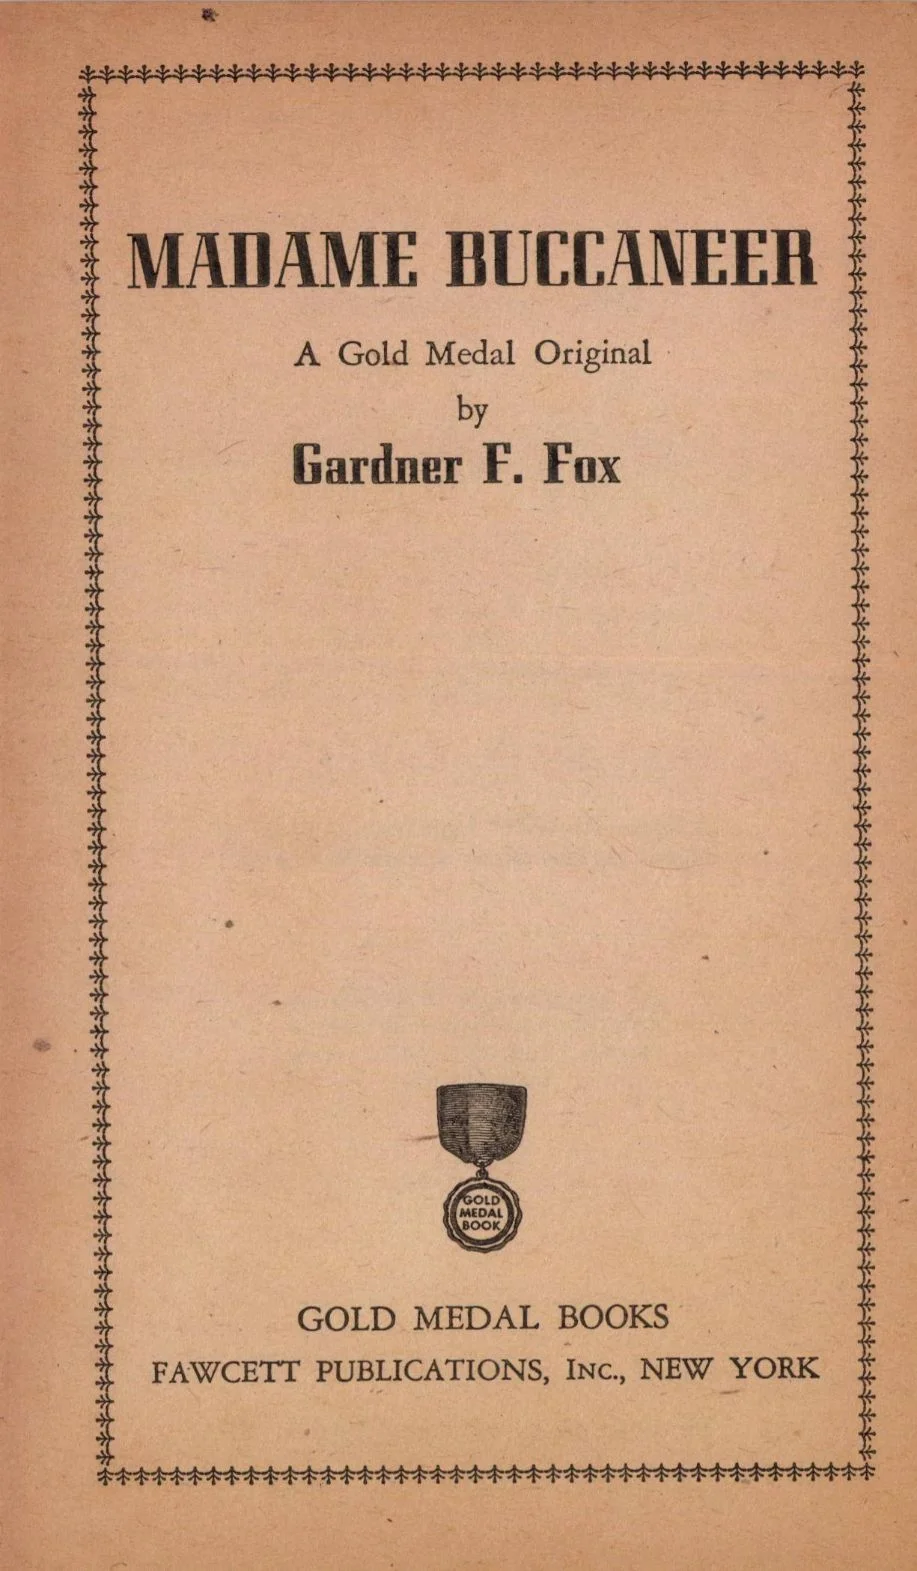 MADAME BUCCANEER
A Gold Medal Original
by
Gardner F. Fox
GOLD
MEDAL
BOOK
GOLD MEDAL BOOKS
FAWCETT PUBLICATIONS, INC., NEW YORK